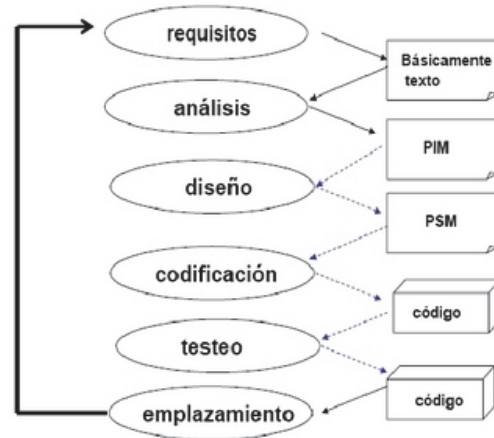 requisitos
Básicamente
texto
análisis
PIM
diseño
PSM
codificación
código
testeo
código
emplazamiento